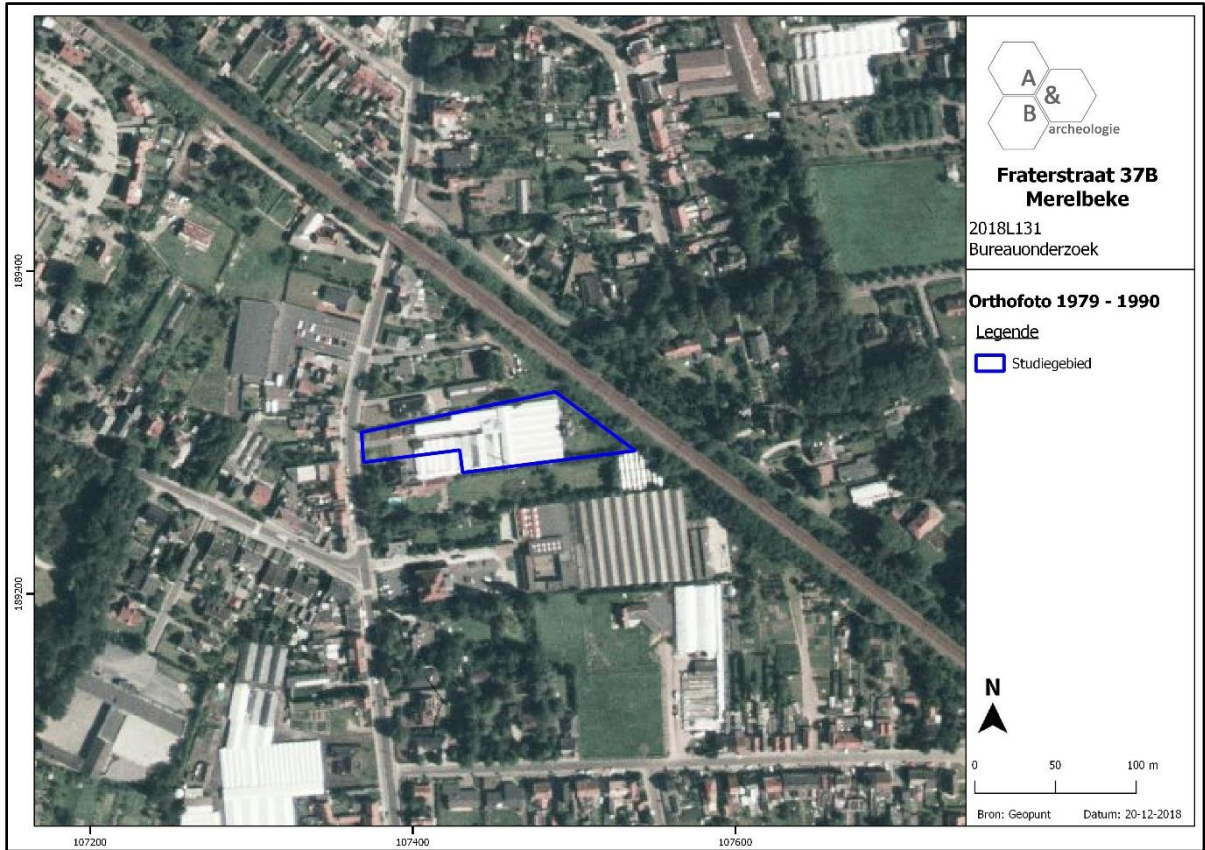 A
&
B
archeologie
Fraterstraat 37B
Merelbeke
2018L131
Bureauonderzoek
Orthofoto 1979 - 1990
Legende
Studiegebied
N
0 50 100 m
Bron: Geopunt Datum: 20-12-2018
189400
189200
107200 107400 107600